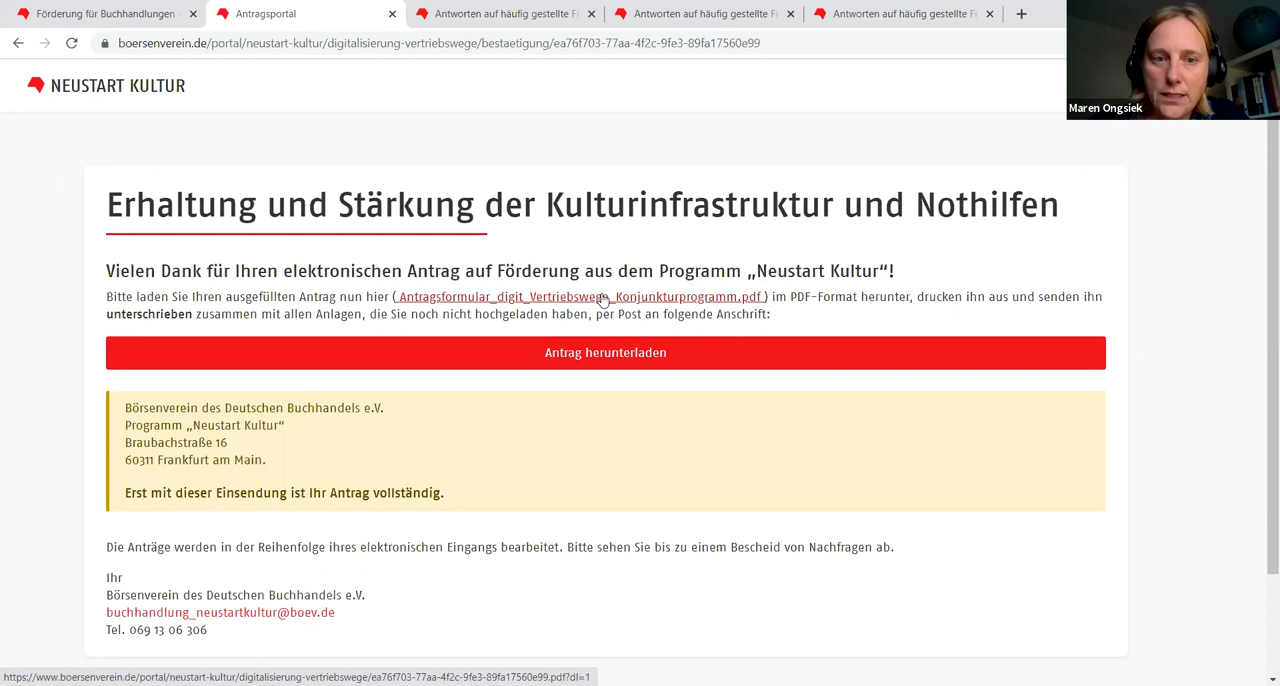 Förderung für Buchhandlungen
Antragsportal
Antworten auf häufig gestellte F
Antworten auf häufig gestellte F
Antworten auf häufig gestellte F
boersenverein.de/portal/neustart-kultur/digitalisierung-vertriebswege/bestaetigung/ea76f703-77aa-4f2c-9fe3-89fa17560e99
NEUSTART KULTUR
Maren Ongsiek
Erhaltung und Stärkung der Kulturinfrastruktur und Nothilfen
Vielen Dank für Ihren elektronischen Antrag auf Förderung aus dem Programm „Neustart Kultur“!
Bitte laden Sie Ihren ausgefüllten Antrag nun hier ( Antragsformular_digit_Vertriebswege_Konjunkturprogramm.pdf ) im PDF-Format herunter, drucken ihn aus und senden ihn
unterschrieben zusammen mit allen Anlagen, die Sie noch nicht hochgeladen haben, per Post an folgende Anschrift:
Antrag herunterladen
Börsenverein des Deutschen Buchhandels e.V.
Programm „Neustart Kultur“
Braubachstraße 16
60311 Frankfurt am Main.
Erst mit dieser Einsendung ist Ihr Antrag vollständig.
Die Anträge werden in der Reihenfolge ihres elektronischen Eingangs bearbeitet. Bitte sehen Sie bis zu einem Bescheid von Nachfragen ab.
Ihr
Börsenverein des Deutschen Buchhandels e.V.
buchhandlung_neustartkultur@boev.de
Tel. 069 13 06 306
https://www.boersenverein.de/portal/neustart-kultur/digitalisierung-vertriebswege/ea76f703-77aa-4f2c-9fe3-89fa17560e99.pdf?dl=1